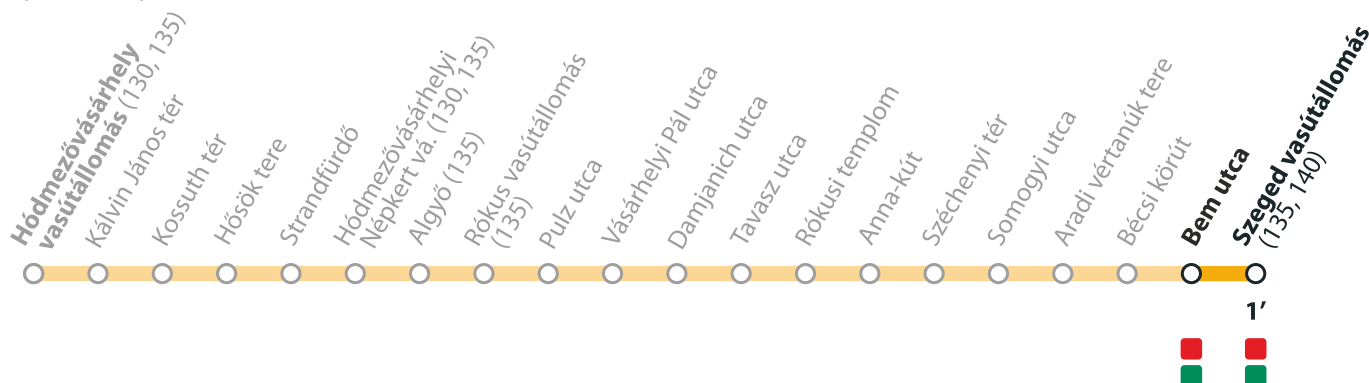 Hódmezővásárhely
vasútállomás (130, 135)
Kálvin János tér
Kossuth tér
Hősök tere
Strandfürdő
Hódmezővásárhelyi
Népkert vá. (130, 135)
Algyő (135)
Rókus vasútállomás
(135)
Pulz utca
Vásárhelyi Pál utca
Damjanich utca
Tavasz utca
Rókusi templom
Anna-kút
Széchenyi tér
Somogyi utca
Aradi vértanúk tere
Bécsi körút
Bem utca
Szeged vasútállomás
(135, 140)
1’